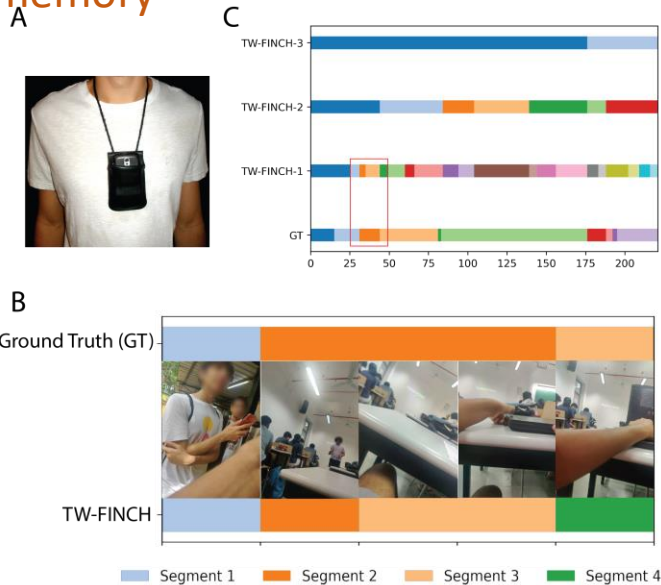 memory
A
C
TW-FINCH-3
TW-FINCH-2
TW-FINCH-1
GT
0 25 50 75 100 125 150 175 200
B
Ground Truth (GT)
TW-FINCH
Segment 1 Segment 2 Segment 3 Segment 4